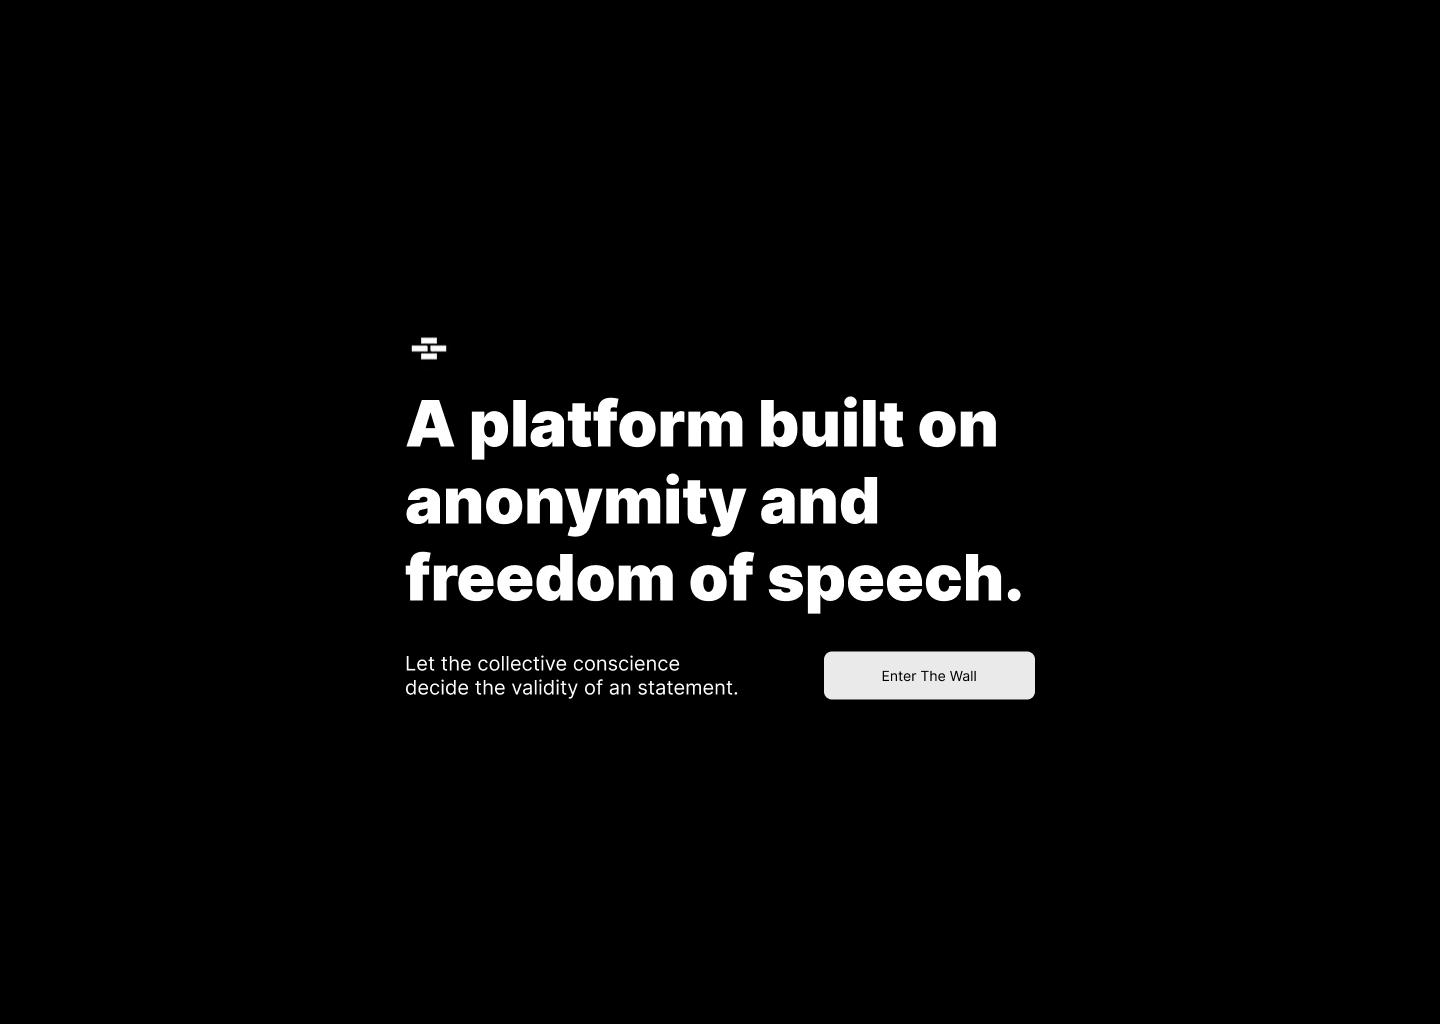 A platform built on
anonymity and
freedom of speech.
Let the collective conscience
decide the validity of an statement.
Enter The Wall